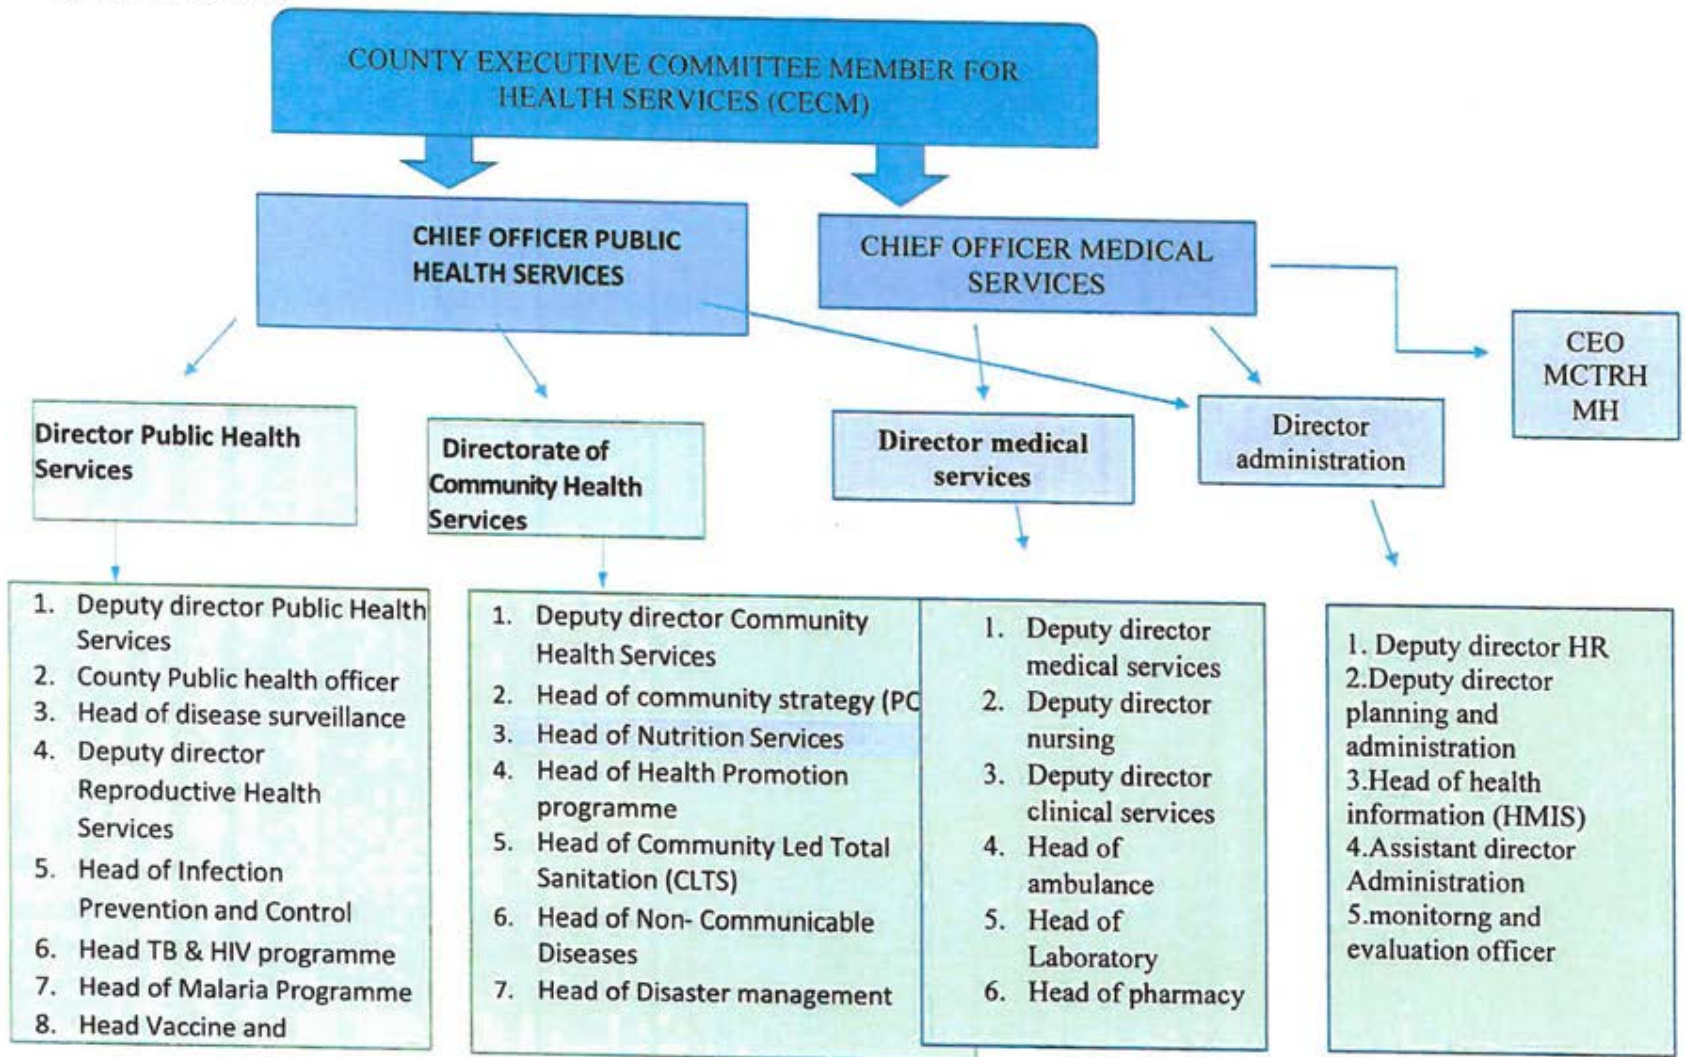 COUNTY EXECUTIVE COMMITTEE MEMBER FOR
HEALTH SERVICES (CECM)
CHIEF OFFICER PUBLIC
HEALTH SERVICES
CHIEF OFFICER MEDICAL
SERVICES
CEO
MCTRH
MH
Director Public Health
Services
Directorate of
Community Health
Services
Director medical
services
Director
administration
1. Deputy director Public Health
Services
2. County Public health officer
3. Head of disease surveillance
4. Deputy director
Reproductive Health
Services
5. Head of Infection
Prevention and Control
6. Head TB & HIV programme
7. Head of Malaria Programme
8. Head Vaccine and
1. Deputy director Community
Health Services
2. Head of community strategy (PC
3. Head of Nutrition Services
4. Head of Health Promotion
programme
5. Head of Community Led Total
Sanitation (CLTS)
6. Head of Non- Communicable
Diseases
7. Head of Disaster management
1. Deputy director
medical services
2. Deputy director
nursing
3. Deputy director
clinical services
4. Head of
ambulance
5. Head of
Laboratory
6. Head of pharmacy
1. Deputy director HR
2.Deputy director
planning and
administration
3.Head of health
information (HMIS)
4.Assistant director
Administration
5.monitorng and
evaluation officer